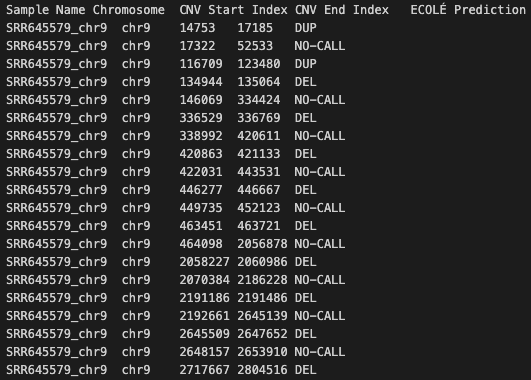 Sample Name Chromosome CNV Start Index CNV End Index ECOLÉ Prediction
SRR645579_chr9 chr9 14753 17185 DUP
SRR645579_chr9 chr9 17322 52533 NO-CALL
SRR645579_chr9 chr9 116709 123480 DUP
SRR645579_chr9 chr9 134944 135064 DEL
SRR645579_chr9 chr9 146069 334424 NO-CALL
SRR645579_chr9 chr9 336529 336769 DEL
SRR645579_chr9 chr9 338992 420611 NO-CALL
SRR645579_chr9 chr9 420863 421133 DEL
SRR645579_chr9 chr9 422031 443531 NO-CALL
SRR645579_chr9 chr9 446277 446667 DEL
SRR645579_chr9 chr9 449735 452123 NO-CALL
SRR645579_chr9 chr9 463451 463721 DEL
SRR645579_chr9 chr9 464098 2056878 NO-CALL
SRR645579_chr9 chr9 2058227 2060986 DEL
SRR645579_chr9 chr9 2070384 2186228 NO-CALL
SRR645579_chr9 chr9 2191186 2191486 DEL
SRR645579_chr9 chr9 2192661 2645139 NO-CALL
SRR645579_chr9 chr9 2645509 2647652 DEL
SRR645579_chr9 chr9 2648157 2653910 NO-CALL
SRR645579_chr9 chr9 2717667 2804516 DEL